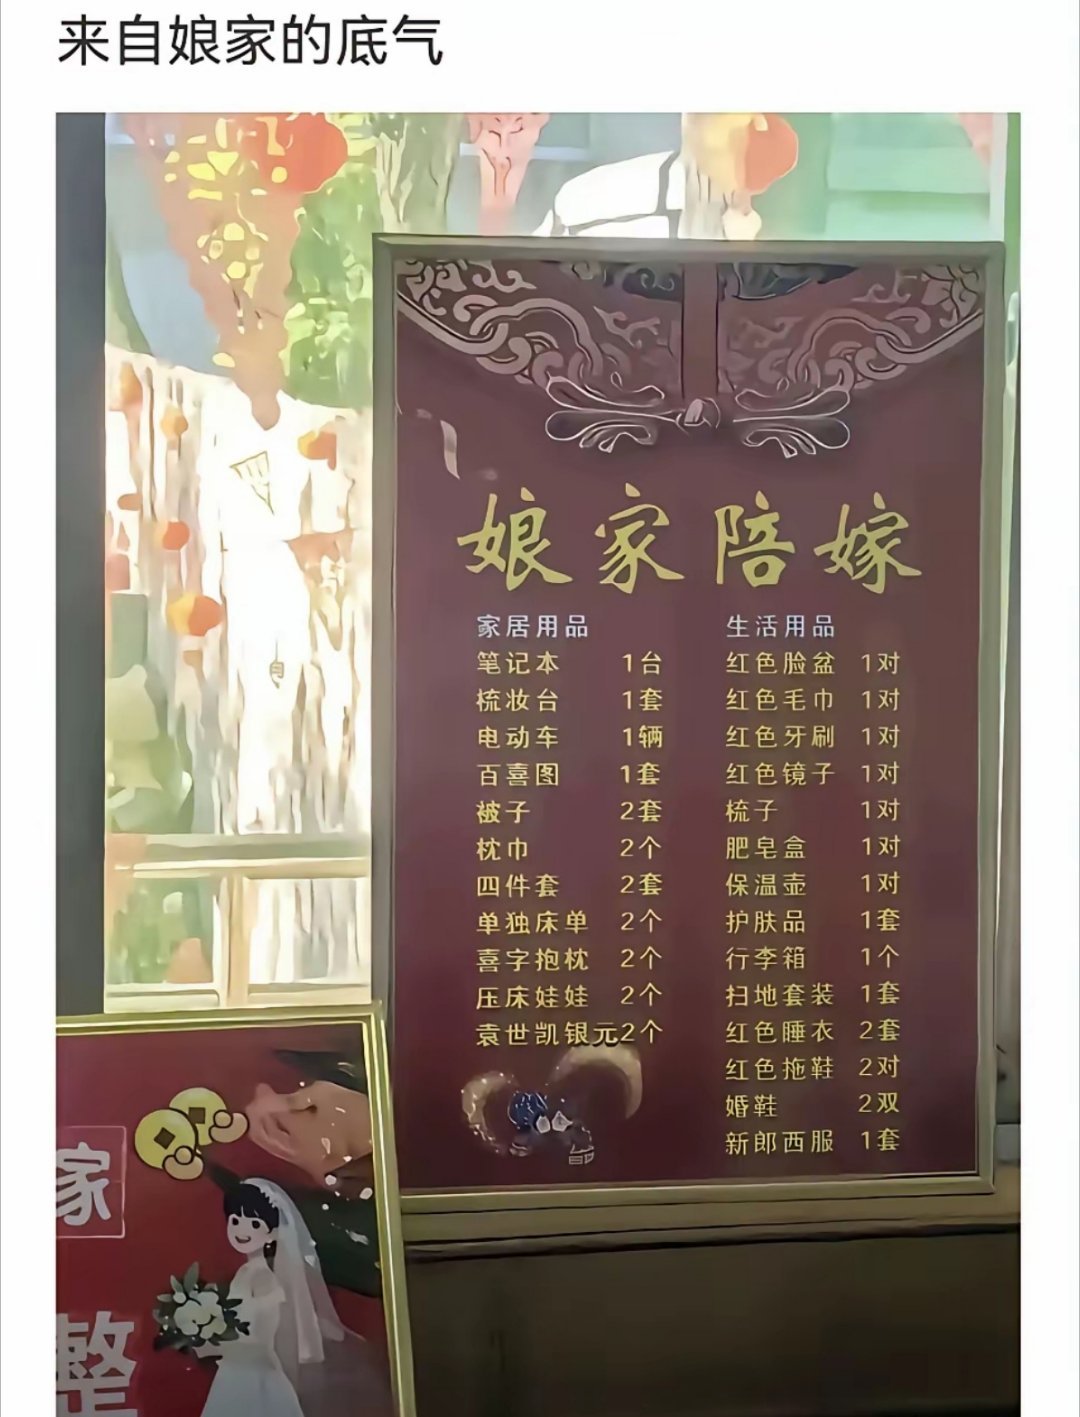 来自娘家的底气
娘家陪嫁
家居用品
笔记本 1台
梳妆台 1套
电动车 1辆
百喜图 1套
被子 2套
枕巾 2个
四件套 2套
单独床单 2个
喜字抱枕 2个
压床娃娃 2个
袁世凯银元2个
生活用品
红色脸盆 1对
红色毛巾 1对
红色牙刷 1对
红色镜子 1对
梳子 1对
肥皂盒 1对
保温壶 1对
护肤品 1套
行李箱 1个
扫地套装 1套
红色睡衣 2套
红色拖鞋 2对
婚鞋 2双
新郎西服 1套
家
整